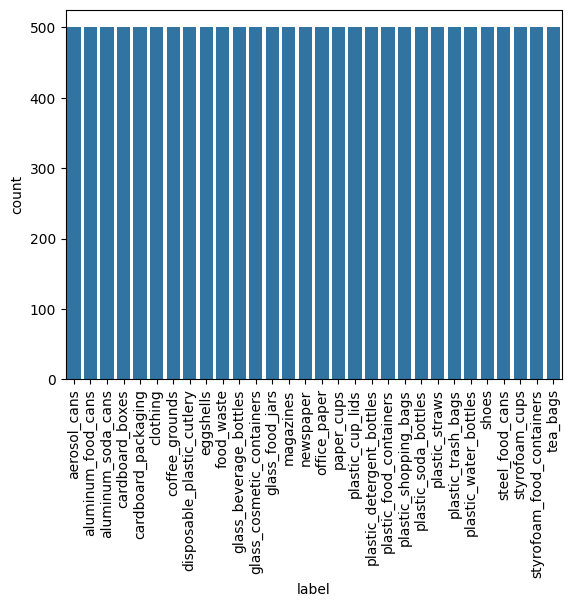 500
400
300
200
100
0
count
aerosol_cans
aluminum_food_cans
aluminum_soda_cans
cardboard_boxes
cardboard_packaging
clothing
coffee_grounds
disposable_plastic_cutlery
eggshells
food_waste
glass_beverage_bottles
glass_cosmetic_containers
glass_food_jars
magazines
newspaper
office_paper
paper_cups
plastic_cup_lids
plastic_detergent_bottles
plastic_food_containers
plastic_shopping_bags
plastic_soda_bottles
plastic_straws
plastic_trash_bags
plastic_water_bottles
shoes
steel_food_cans
styrofoam_cups
styrofoam_food_containers
tea_bags
label